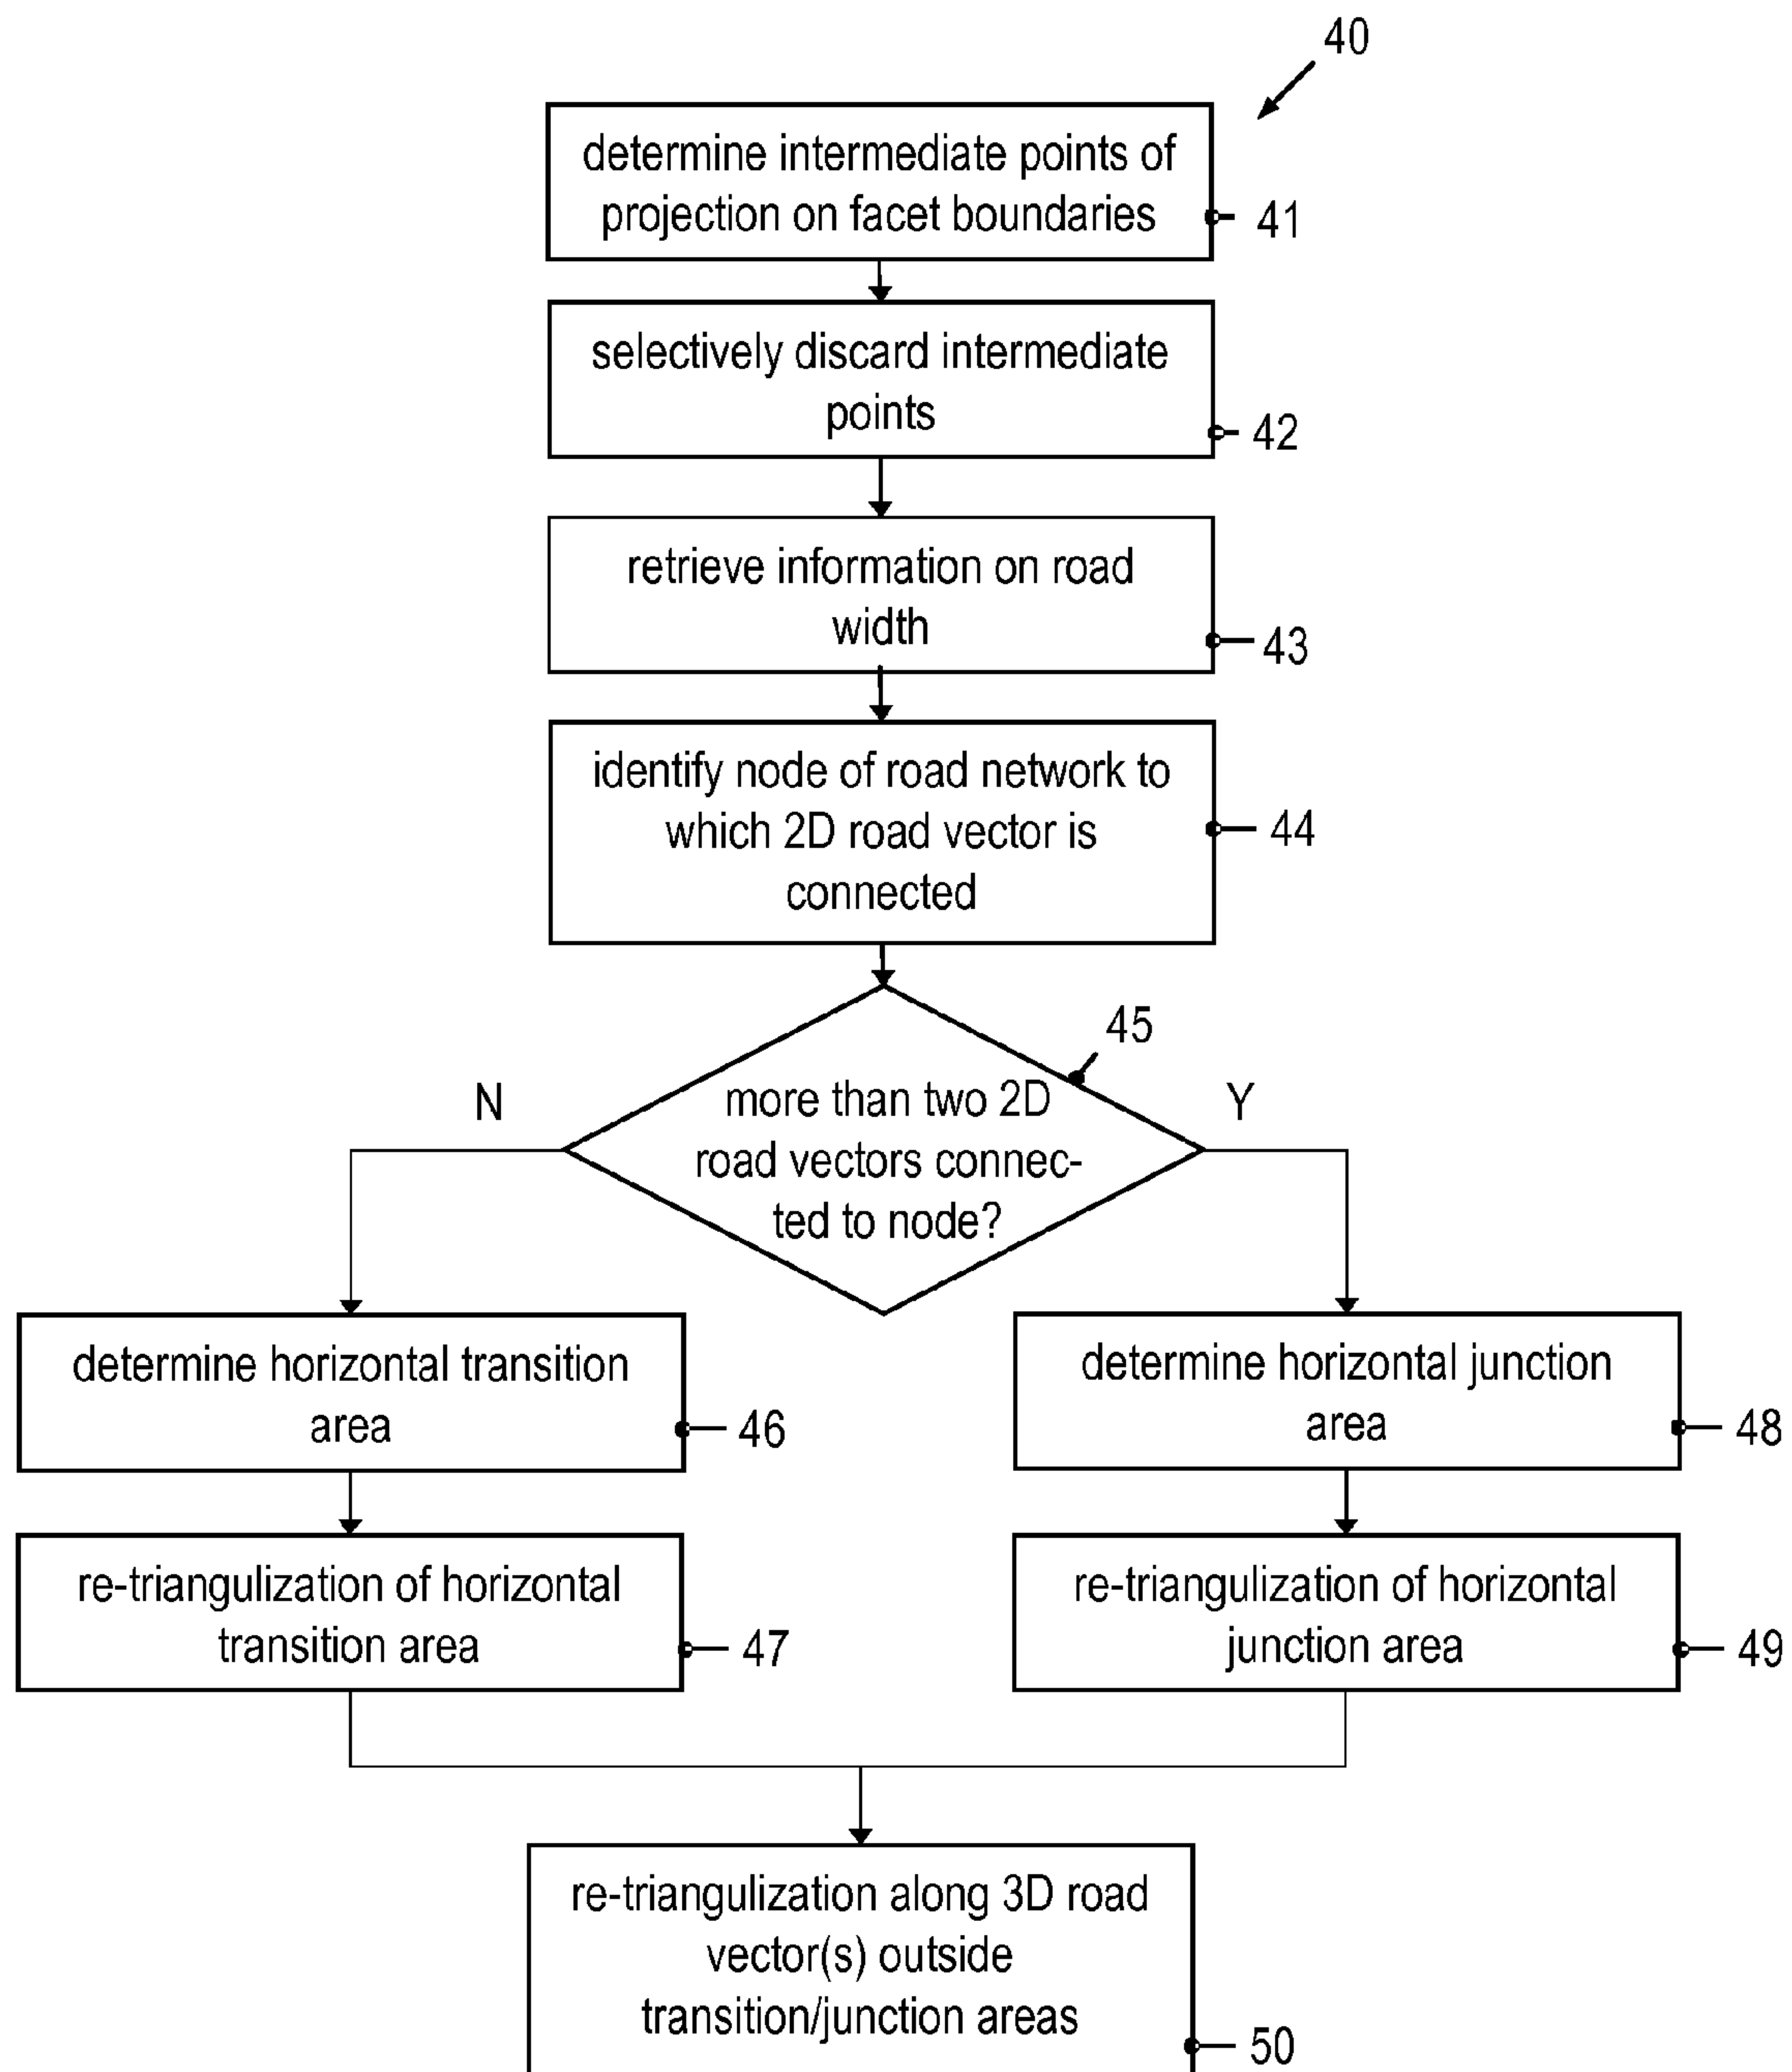 40
determine intermediate points of
projection on facet boundaries
41
selectively discard intermediate
points
42
retrieve information on road
width
43
identify node of road network to
which 2D road vector is
connected
44
45
more than two 2D
road vectors connec-
ted to node?
N
Y
determine horizontal transition
area
46
determine horizontal junction
area
48
re-triangulization of horizontal
transition area
47
re-triangulization of horizontal
junction area
49
re-triangulization along 3D road
vector(s) outside
transition/junction areas
50